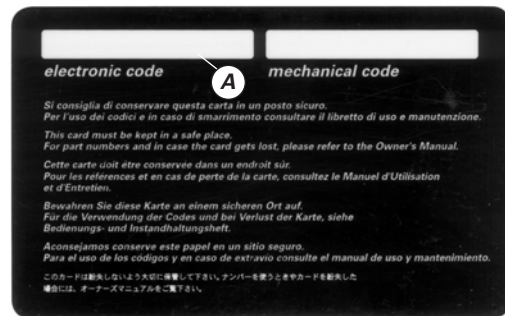 A
electronic code mechanical code
Si consiglia di conservare questa carta in un posto sicuro.
Per l'uso dei codici e in caso di smarrimento consultare il libretto di uso e manutenzione.
This card must be kept in a safe place.
For part numbers and in case the card gets lost, please refer to the Owner's Manual.
Cette carte doit être conservée dans un endroit sûr.
Pour les références et en cas de perte de la carte, consultez le Manuel d'Utilisation
et d'Entretien.
Bewahren Sie diese Karte an einem sicheren Ort auf.
Für die Verwendung der Codes und bei Verlust der Karte, siehe
Bedienungs- und Instandhaltungsheft.
Aconsejamos conserve este papel en un sitio seguro.
Para el uso de los códigos y en caso de extravío consulte el manual de uso y mantenimiento.
このカードは紛失しないよう大切に保管して下さい。ナンバーを使うときやカードを紛失した
場合には、オーナーズマニュアルをご覧下さい。